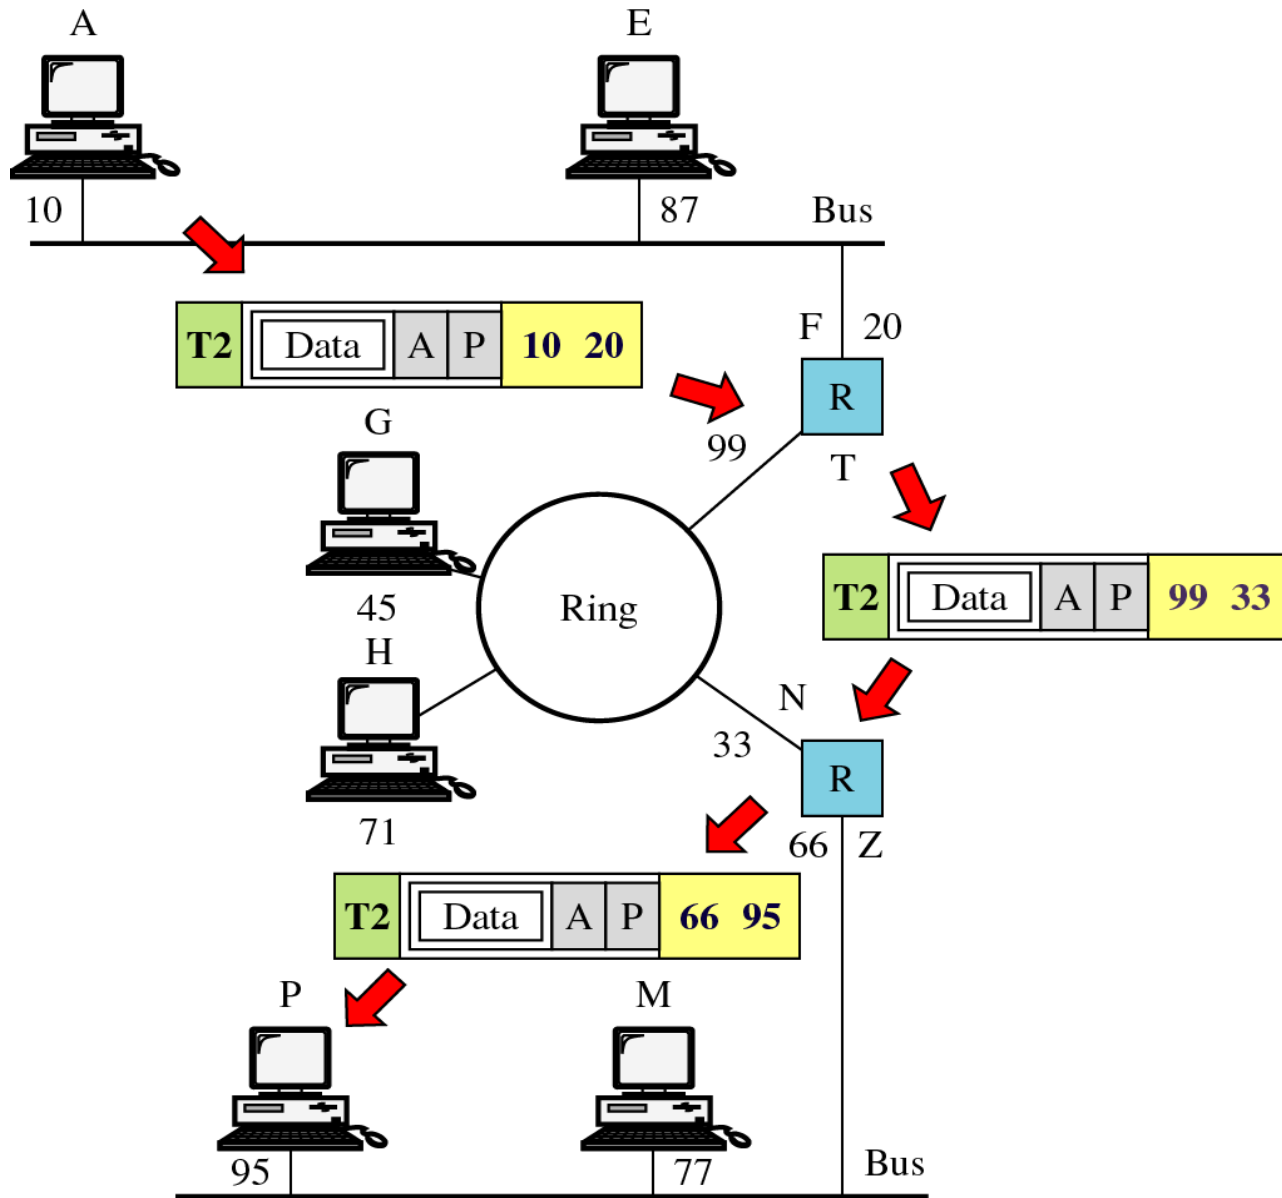 A
E
10
87
Bus
T2 Data A P 10 20
F 20
R
G
99
T
45
Ring
T2 Data A P 99 33
H
N
33
R
71
66 Z
T2 Data A P 66 95
P
M
95
77
Bus